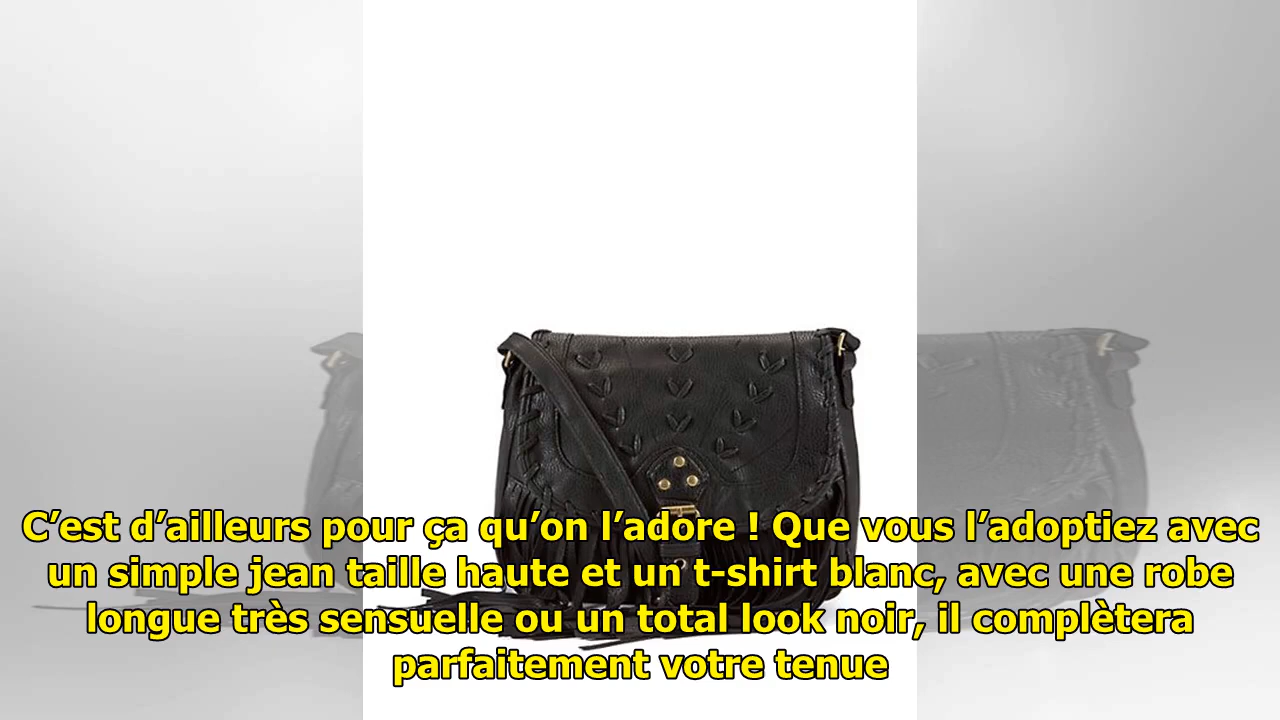 C’est d’ailleurs pour ça qu’on l’adore ! Que vous l’adoptiez avec
un simple jean taille haute et un t-shirt blanc, avec une robe
longue très sensuelle ou un total look noir, il complètera
parfaitement votre tenue